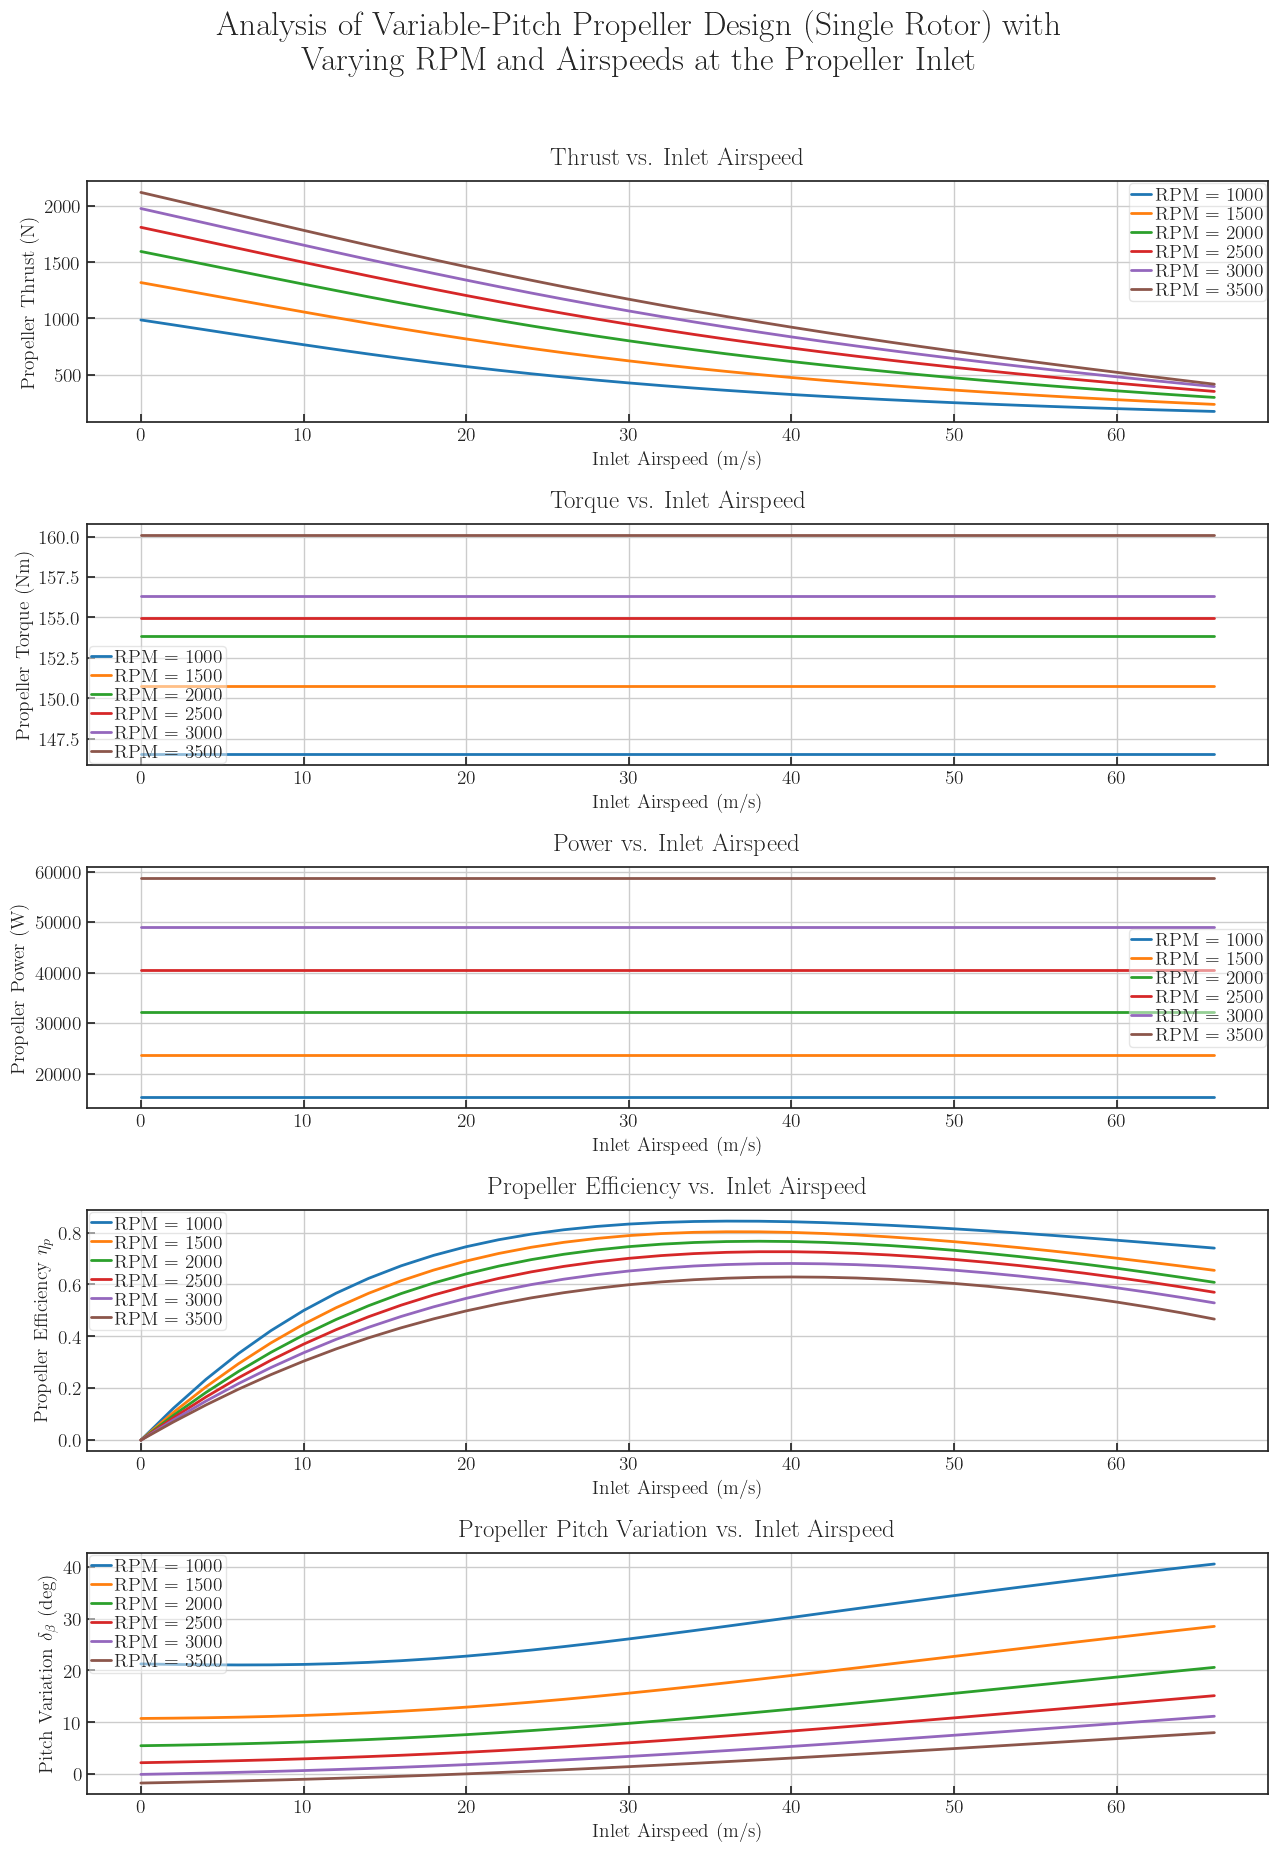 Analysis of Variable-Pitch Propeller Design (Single Rotor) with
Varying RPM and Airspeeds at the Propeller Inlet
Thrust vs. Inlet Airspeed
Propeller Thrust (N)
2000
1500
1000
500
RPM = 1000
RPM = 1500
RPM = 2000
RPM = 2500
RPM = 3000
RPM = 3500
0 10 20 30 40 50 60
Inlet Airspeed (m/s)
Torque vs. Inlet Airspeed
Propeller Torque (Nm)
160.0
157.5
155.0
152.5
150.0
147.5
RPM = 1000
RPM = 1500
RPM = 2000
RPM = 2500
RPM = 3000
RPM = 3500
0 10 20 30 40 50 60
Inlet Airspeed (m/s)
Power vs. Inlet Airspeed
Propeller Power (W)
60000
50000
40000
30000
20000
RPM = 1000
RPM = 1500
RPM = 2000
RPM = 2500
RPM = 3000
RPM = 3500
0 10 20 30 40 50 60
Inlet Airspeed (m/s)
Propeller Efficiency vs. Inlet Airspeed
Propeller Efficiency ηp
0.8
0.6
0.4
0.2
0.0
RPM = 1000
RPM = 1500
RPM = 2000
RPM = 2500
RPM = 3000
RPM = 3500
0 10 20 30 40 50 60
Inlet Airspeed (m/s)
Propeller Pitch Variation vs. Inlet Airspeed
Pitch Variation δβ (deg)
40
30
20
10
0
RPM = 1000
RPM = 1500
RPM = 2000
RPM = 2500
RPM = 3000
RPM = 3500
0 10 20 30 40 50 60
Inlet Airspeed (m/s)